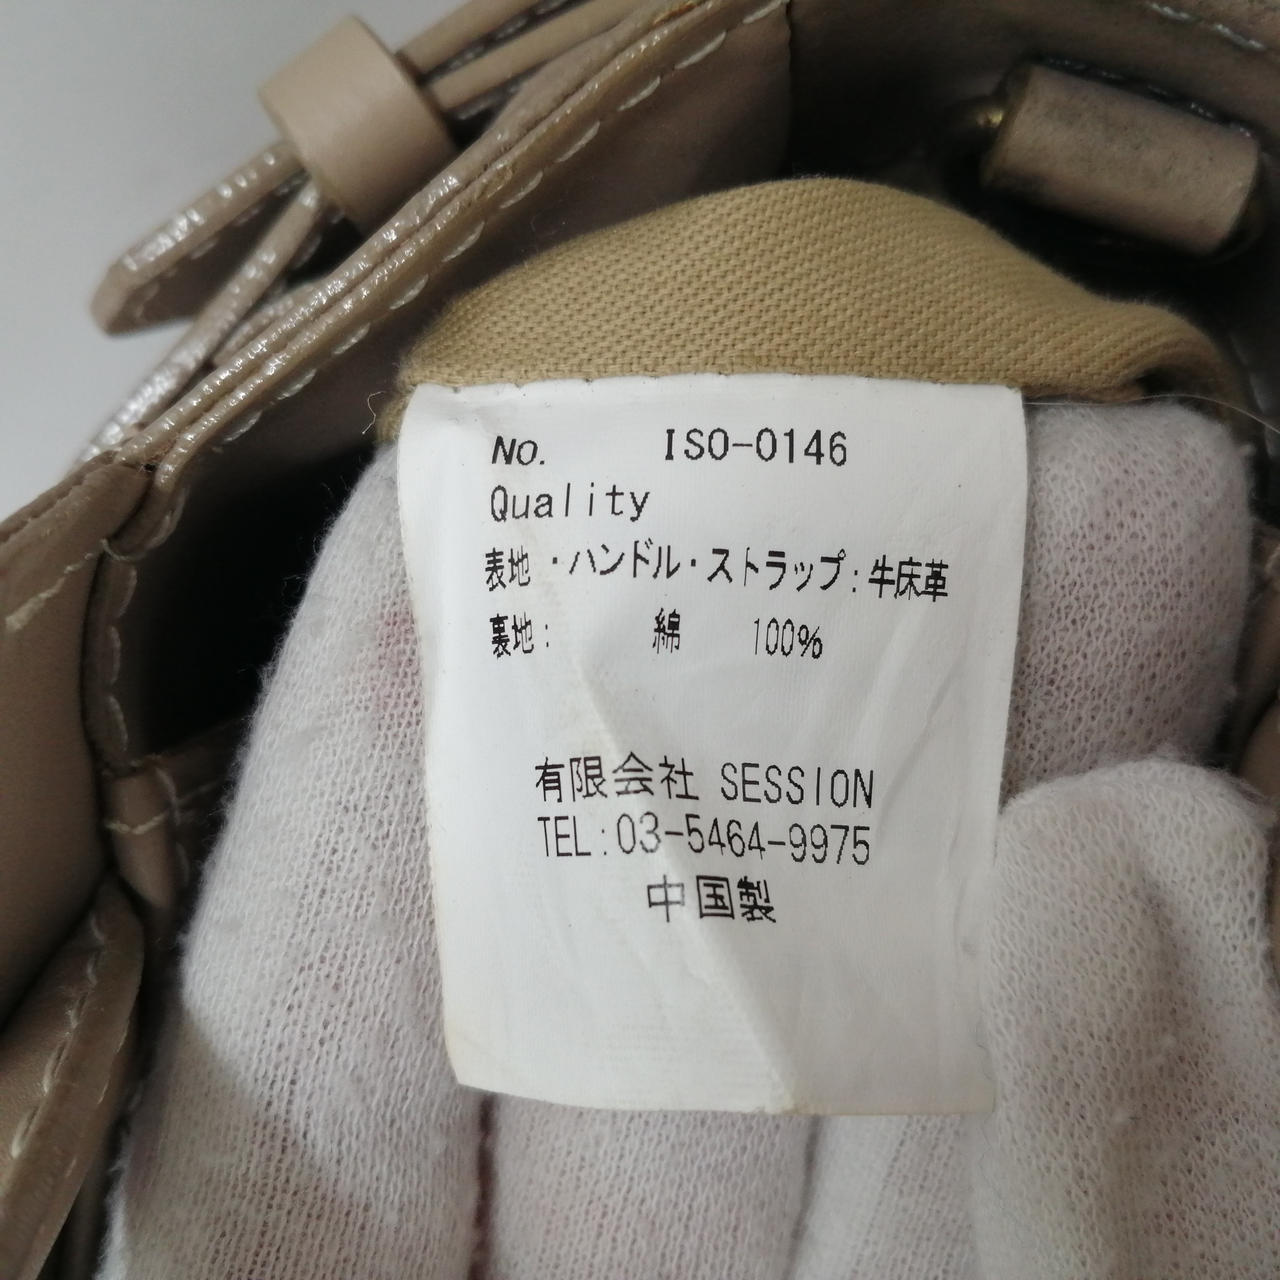 No. ISO-0146
Quality
表地・ハンドル・ストラップ:牛床革
裏地: 綿 100%
有限会社 SESSION
TEL:03-5464-9975
中国製